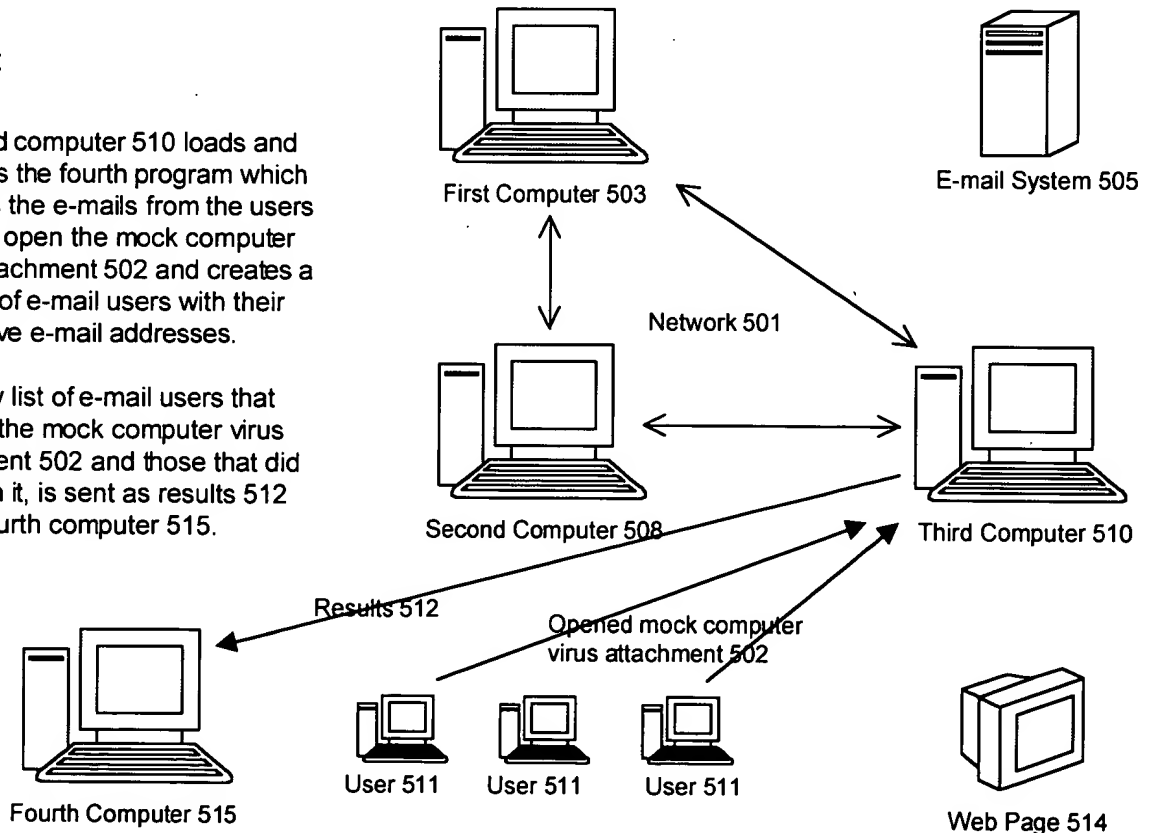 d computer 510 loads and
s the fourth program which
the e-mails from the users
open the mock computer
tachment 502 and creates a
of e-mail users with their
ve e-mail addresses.
y list of e-mail users that
the mock computer virus
ent 502 and those that did
it, is sent as results 512
urth computer 515.
First Computer 503
E-mail System 505
Network 501
Second Computer 508
Third Computer 510
Results 512
Opened mock computer
virus attachment 502
User 511
User 511
User 511
Fourth Computer 515
Web Page 514